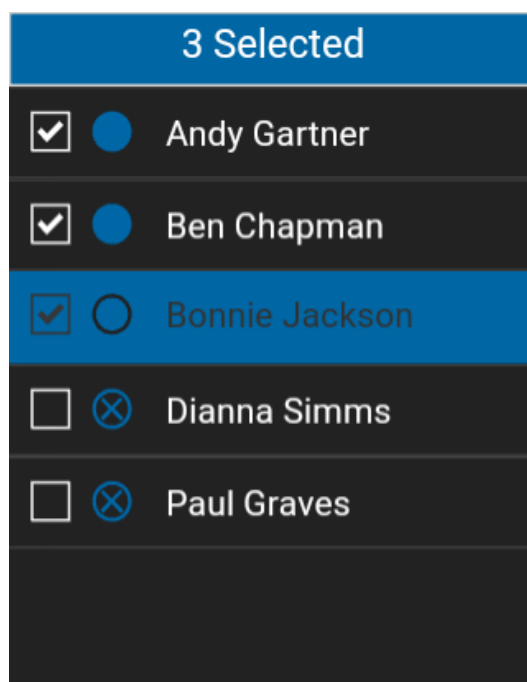 3 Selected
Andy Gartner
Ben Chapman
Bonnie Jackson
Dianna Simms
Paul Graves